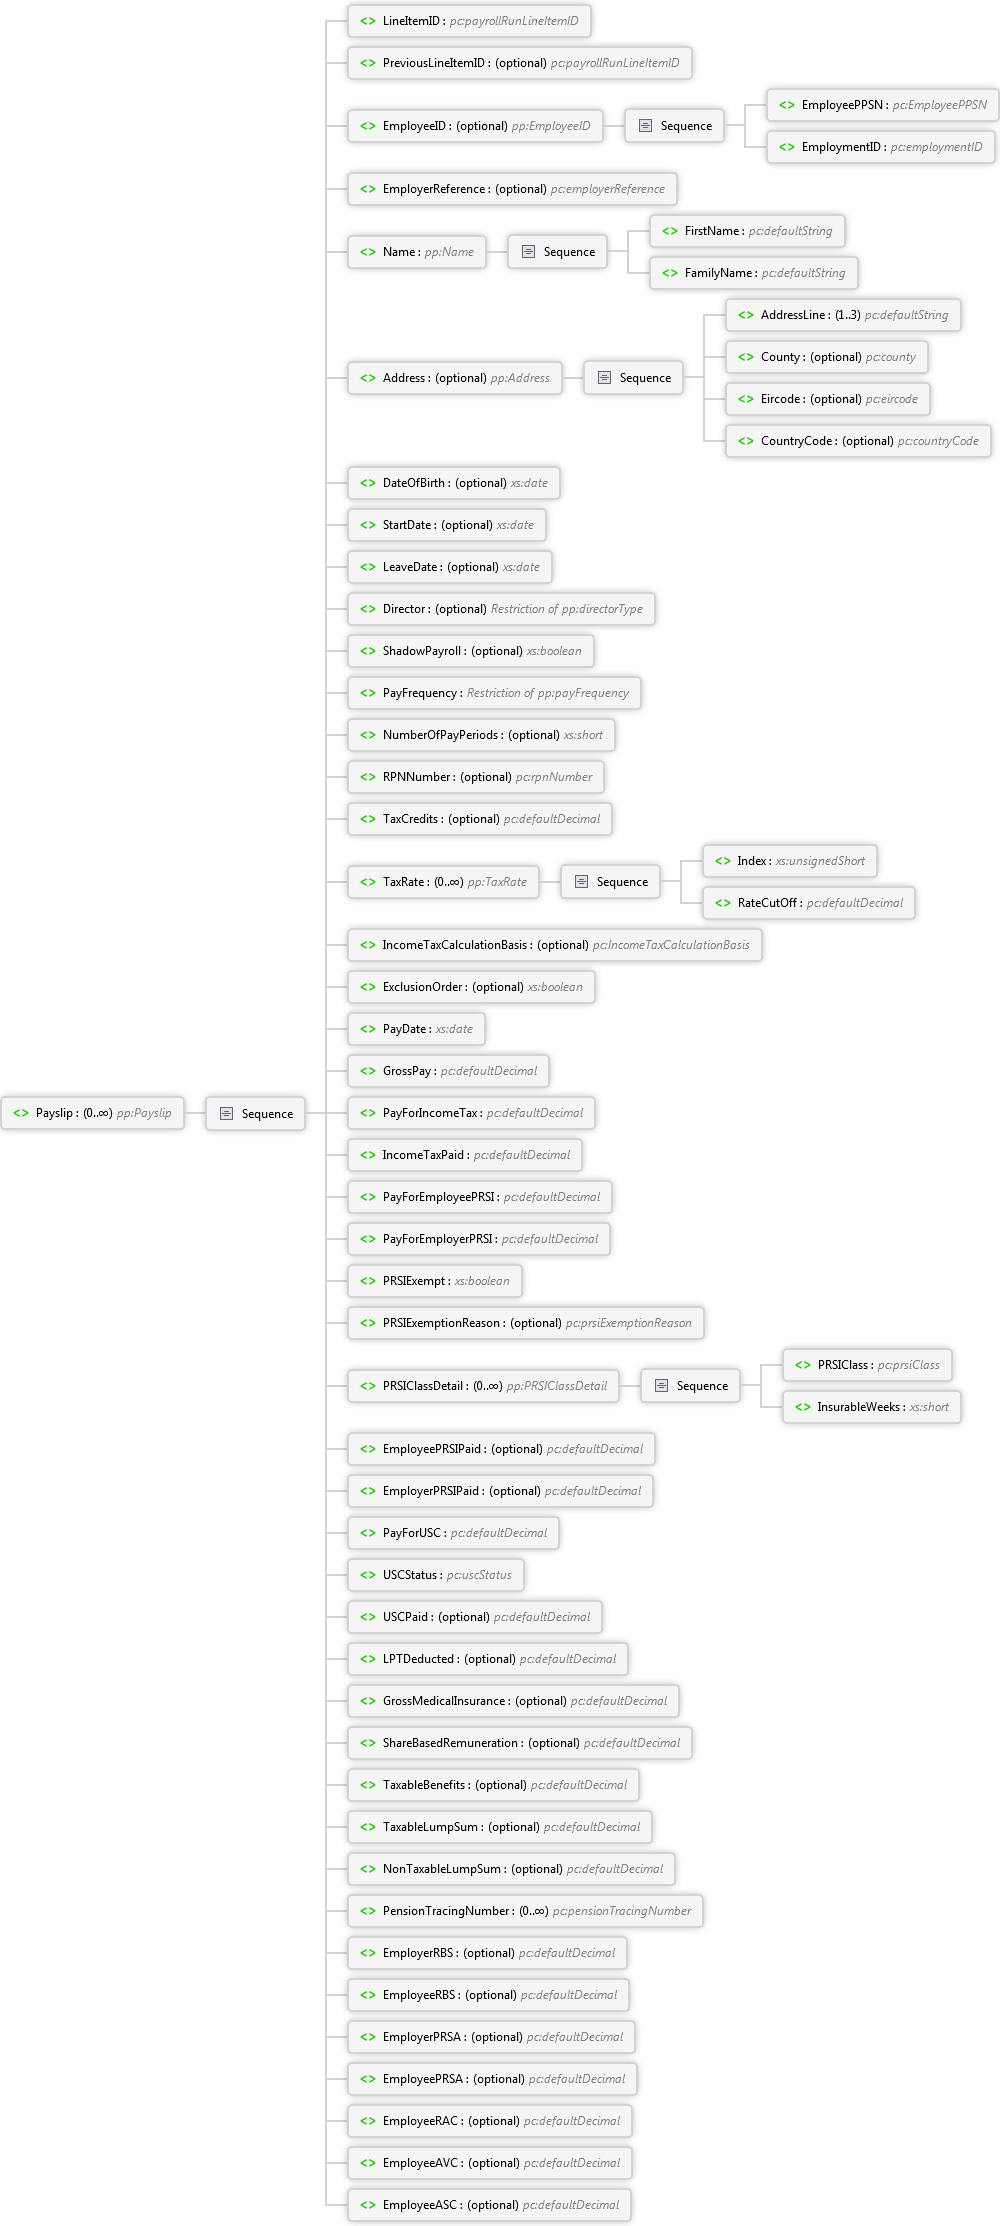 <> LineItemID : pc:payrollRunLineItemID
<> PreviousLineItemID : (optional) pc:payrollRunLineItemID
<> EmployeeID : (optional) pp:EmployeeID
Sequence
<> EmployeePPSN : pc:EmployeePPSN
<> EmploymentID : pc:employmentID
<> EmployerReference : (optional) pc:employerReference
<> Name : pp:Name
Sequence
<> FirstName : pc:defaultString
<> FamilyName : pc:defaultString
<> Address : (optional) pp:Address
Sequence
<> AddressLine : (1..3) pc:defaultString
<> County : (optional) pc:county
<> Eircode : (optional) pc:eircode
<> CountryCode : (optional) pc:countryCode
<> DateOfBirth : (optional) xs:date
<> StartDate : (optional) xs:date
<> LeaveDate : (optional) xs:date
<> Director : (optional) Restriction of pp:directorType
<> ShadowPayroll : (optional) xs:boolean
<> PayFrequency : Restriction of pp:payFrequency
<> NumberOfPayPeriods : (optional) xs:short
<> RPNNumber : (optional) pc:rpnNumber
<> TaxCredits : (optional) pc:defaultDecimal
<> TaxRate : (0..∞) pp:TaxRate
Sequence
<> Index : xs:unsignedShort
<> RateCutOff : pc:defaultDecimal
<> IncomeTaxCalculationBasis : (optional) pc:IncomeTaxCalculationBasis
<> ExclusionOrder : (optional) xs:boolean
<> PayDate : xs:date
<> GrossPay : pc:defaultDecimal
<> Payslip : (0..∞) pp:Payslip
Sequence
<> PayForIncomeTax : pc:defaultDecimal
<> IncomeTaxPaid : pc:defaultDecimal
<> PayForEmployeePRSI : pc:defaultDecimal
<> PayForEmployerPRSI : pc:defaultDecimal
<> PRSIExempt : xs:boolean
<> PRSIExemptionReason : (optional) pc:prsiExemptionReason
<> PRSIClassDetail : (0..∞) pp:PRSIClassDetail
Sequence
<> PRSIClass : pc:prsiClass
<> InsurableWeeks : xs:short
<> EmployeePRSIPaid : (optional) pc:defaultDecimal
<> EmployerPRSIPaid : (optional) pc:defaultDecimal
<> PayForUSC : pc:defaultDecimal
<> USCStatus : pc:uscStatus
<> USCPaid : (optional) pc:defaultDecimal
<> LPTDeducted : (optional) pc:defaultDecimal
<> GrossMedicalInsurance : (optional) pc:defaultDecimal
<> ShareBasedRemuneration : (optional) pc:defaultDecimal
<> TaxableBenefits : (optional) pc:defaultDecimal
<> TaxableLumpSum : (optional) pc:defaultDecimal
<> NonTaxableLumpSum : (optional) pc:defaultDecimal
<> PensionTracingNumber : (0..∞) pc:pensionTracingNumber
<> EmployerRBS : (optional) pc:defaultDecimal
<> EmployeeRBS : (optional) pc:defaultDecimal
<> EmployerPRSA : (optional) pc:defaultDecimal
<> EmployeePRSA : (optional) pc:defaultDecimal
<> EmployeeRAC : (optional) pc:defaultDecimal
<> EmployeeAVC : (optional) pc:defaultDecimal
<> EmployeeASC : (optional) pc:defaultDecimal